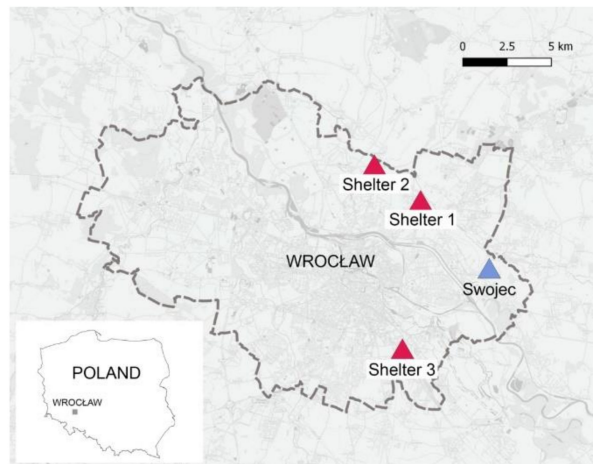 0 2.5 5 km
Shelter 2
Shelter 1
WROCŁAW
Swojec
Shelter 3
POLAND
WROCŁAW